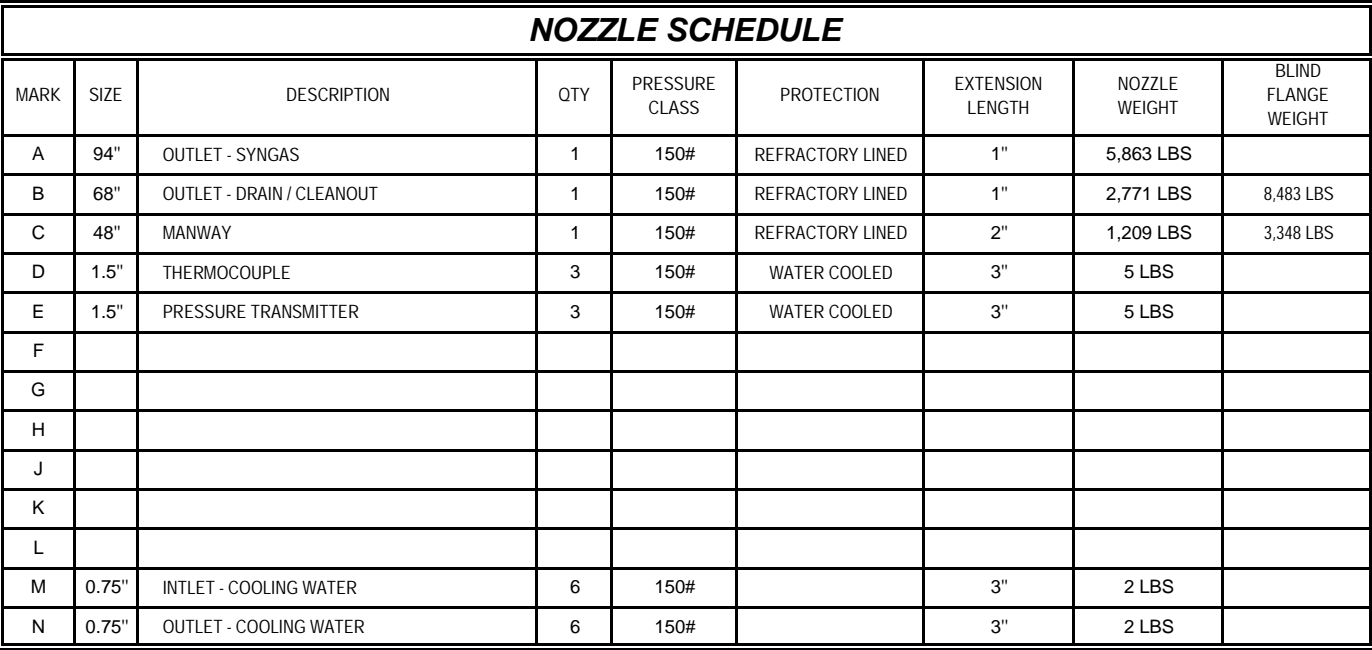 NOZZLE SCHEDULE
MARK SIZE DESCRIPTION QTY PRESSURE CLASS PROTECTION EXTENSION LENGTH NOZZLE WEIGHT BLIND FLANGE WEIGHT
A 94" OUTLET - SYNGAS 1 150# REFRACTORY LINED 1" 5,863 LBS
B 68" OUTLET - DRAIN / CLEANOUT 1 150# REFRACTORY LINED 1" 2,771 LBS 8,483 LBS
C 48" MANWAY 1 150# REFRACTORY LINED 2" 1,209 LBS 3,348 LBS
D 1.5" THERMOCOUPLE 3 150# WATER COOLED 3" 5 LBS
E 1.5" PRESSURE TRANSMITTER 3 150# WATER COOLED 3" 5 LBS
F
G
H
J
K
L
M 0.75" INTLET - COOLING WATER 6 150# 3" 2 LBS
N 0.75" OUTLET - COOLING WATER 6 150# 3" 2 LBS